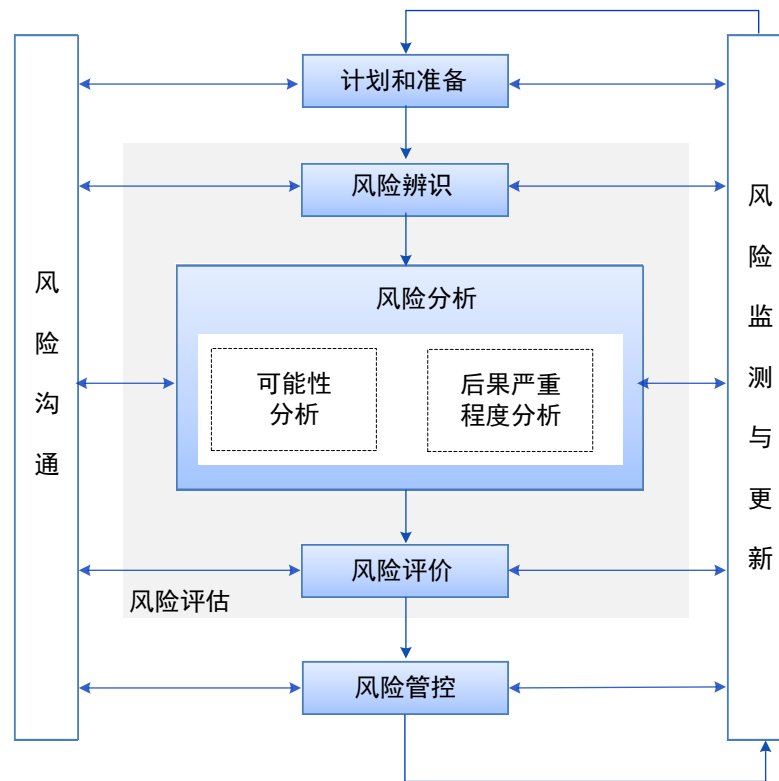 计划和准备
风险辨识
风险分析
可能性
分析
后果严重
程度分析
风险评价
风险评估
风险管控
风险沟通
风险监测与更新